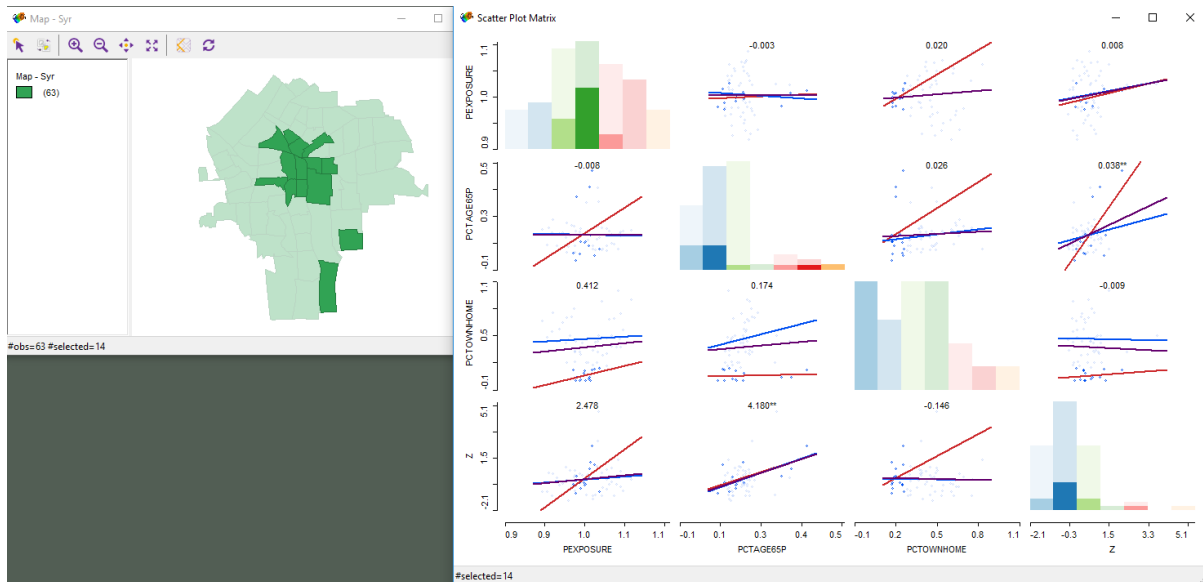 Map - Syr
Map - Syr
(63)
#obs=63 #selected=14
Scatter Plot Matrix
PEXPOSURE
1.1
1.0
0.9
-0.003
0.020
0.008
PCTAGE65P
0.5
0.3
-0.1
-0.008
0.026
0.038**
PCTOWNHOME
1.1
0.5
-0.1
0.412
0.174
-0.009
Z
5.1
1.5
-2.1
2.478
4.180**
-0.146
0.9 0.9 1.0 1.1 1.1
-0.1 0.1 0.3 0.4 0.5
-0.1 0.2 0.5 0.8 1.1
-2.1 -0.3 1.5 3.3 5.1
PEXPOSURE
PCTAGE65P
PCTOWNHOME
Z
#selected=14